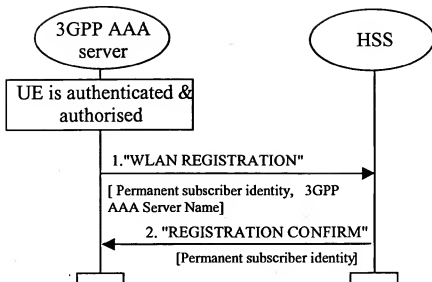 3GPP AAA
server
HSS
UE is authenticated &
authorised
1."WLAN REGISTRATION"
[ Permanent subscriber identity, 3GPP
AAA Server Name]
2. "REGISTRATION CONFIRM"
[Permanent subscriber identity]